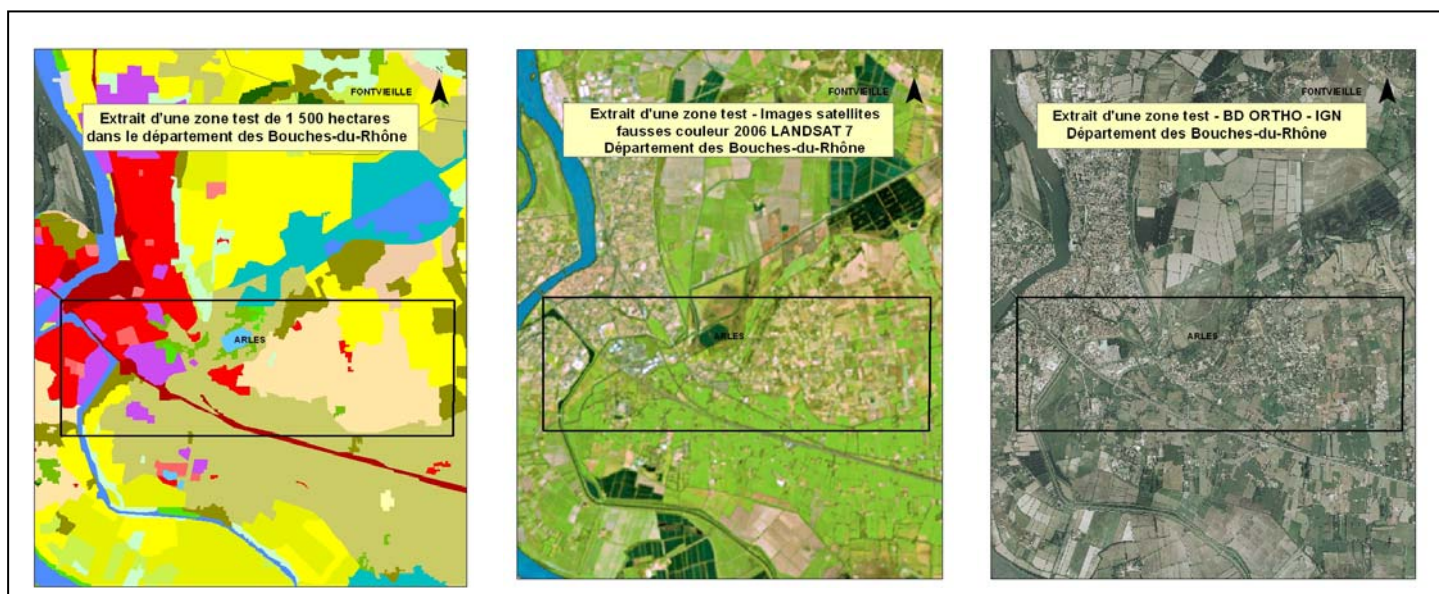 FONTVIEILLE
Extrait d'une zone test de 1 500 hectares
dans le département des Bouches-du-Rhône
ARLES
FONTVIEILLE
Extrait d'une zone test - Images satellites
fausses couleur 2006 LANDSAT 7
Département des Bouches-du-Rhône
ARLES
FONTVIEILLE
Extrait d'une zone test - BD ORTHO - IGN
Département des Bouches-du-Rhône
ARLES